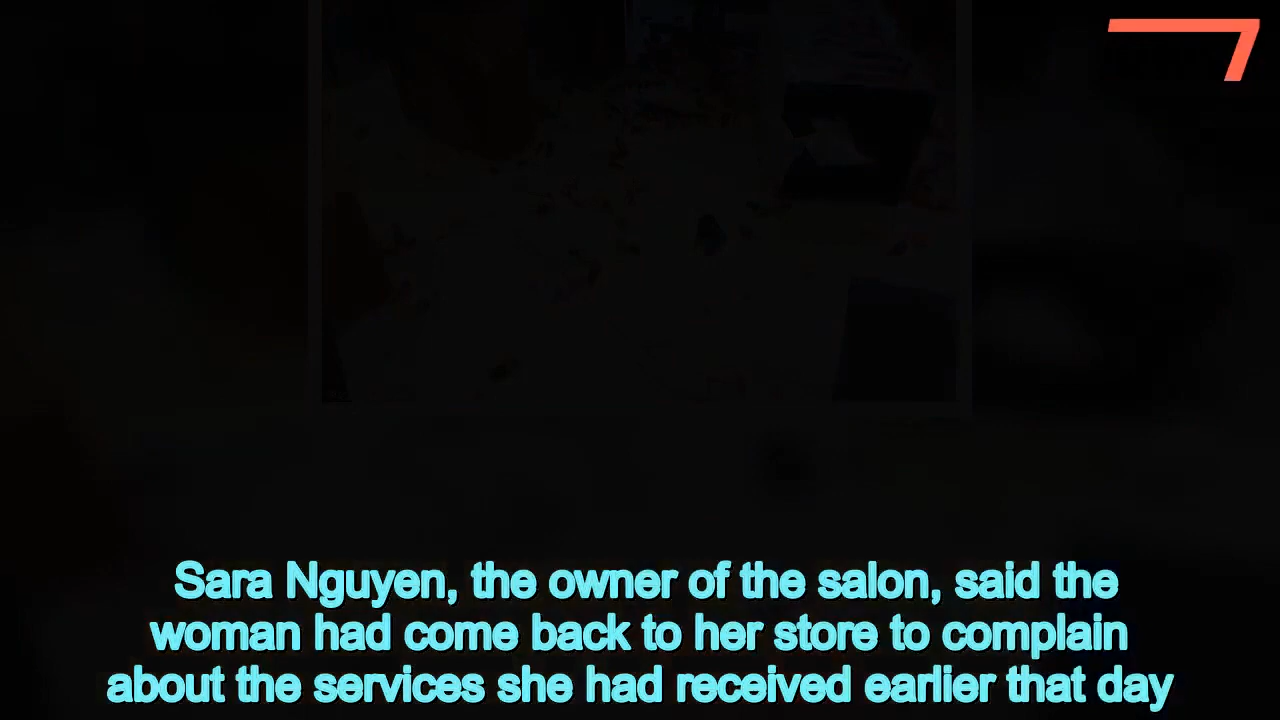 Sara Nguyen, the owner of the salon, said the
woman had come back to her store to complain
about the services she had received earlier that day